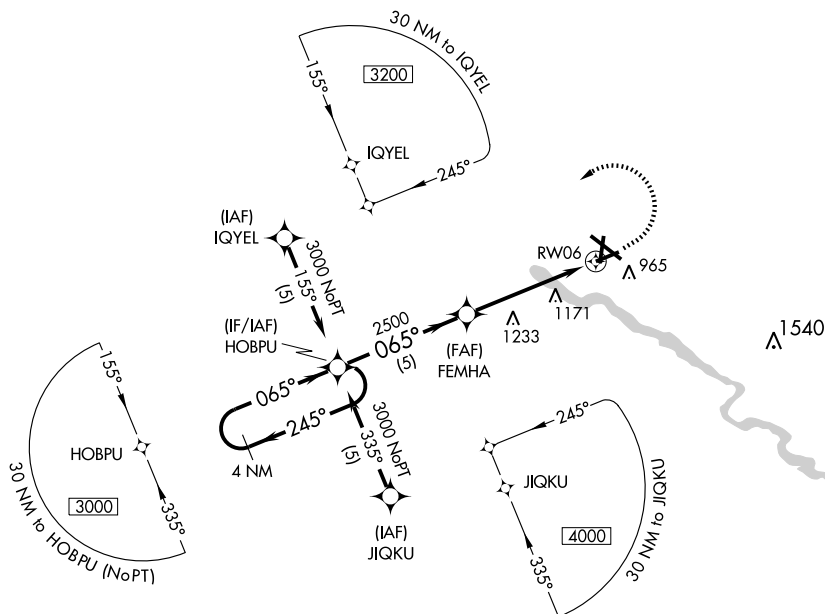 30 NM to IQYEL
3200
155°
IQYEL
245°
(IAF)
IQYEL
3000 NoPT
155°
(5)
RW06
965
1171
1233
1540
(IF/IAF)
HOBPU
2500
065°
(5)
(FAF)
FEMHA
065°
245°
4 NM
3000 NoPT
335°
(5)
(IAF)
JIQKU
155°
HOBPU
3000
335°
30 NM to HOBPU (NoPT)
245°
JIQKU
4000
335°
30 NM to JIQKU